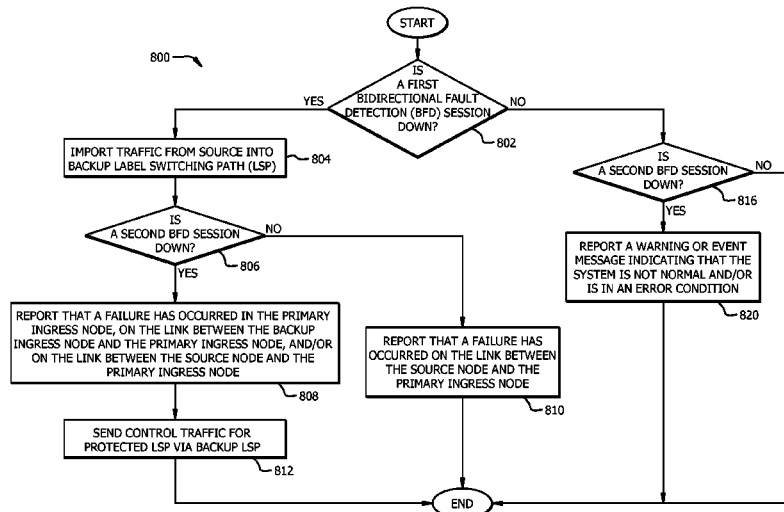 START
800
IS
A FIRST
BIDIRECTIONAL FAULT
DETECTION (BFD) SESSION
DOWN?
802
YES
NO
IMPORT TRAFFIC FROM SOURCE INTO
BACKUP LABEL SWITCHING PATH (LSP)
804
IS
A SECOND BFD SESSION
DOWN?
816
NO
YES
IS
A SECOND BFD SESSION
DOWN?
806
NO
YES
REPORT A WARNING OR EVENT
MESSAGE INDICATING THAT THE
SYSTEM IS NOT NORMAL AND/OR
IS IN AN ERROR CONDITION
820
REPORT THAT A FAILURE HAS OCCURRED IN THE PRIMARY
INGRESS NODE, ON THE LINK BETWEEN THE BACKUP
INGRESS NODE AND THE PRIMARY INGRESS NODE, AND/OR
ON THE LINK BETWEEN THE SOURCE NODE AND THE
PRIMARY INGRESS NODE
808
REPORT THAT A FAILURE HAS
OCCURRED ON THE LINK BETWEEN
THE SOURCE NODE AND THE
PRIMARY INGRESS NODE
810
SEND CONTROL TRAFFIC FOR
PROTECTED LSP VIA BACKUP LSP
812
END